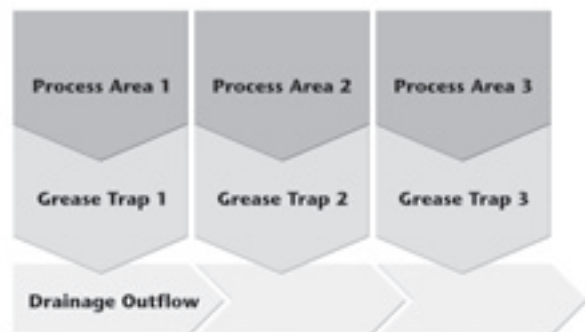 Process Area 1
Process Area 2
Process Area 3
Grease Trap 1
Grease Trap 2
Grease Trap 3
Drainage Outflow